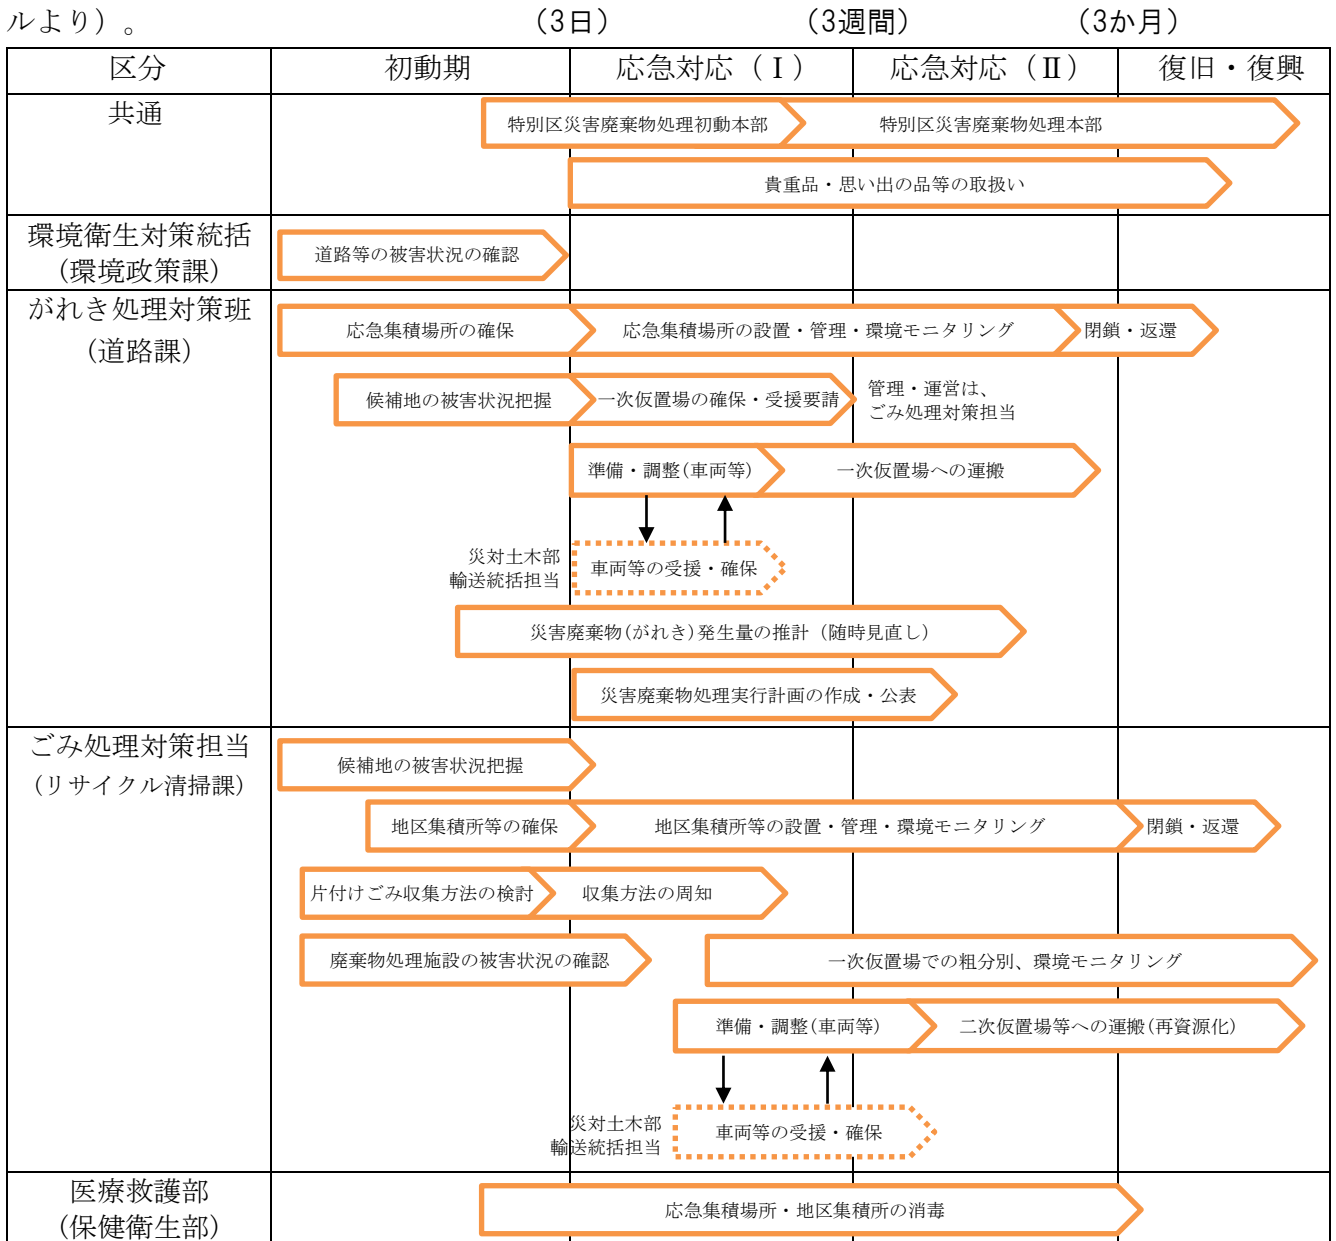 ルより）。
（3日）
（3週間）
（3か月）
区分
初動期
応急対応（Ⅰ）
応急対応（Ⅱ）
復旧・復興
共通
特別区災害廃棄物処理初動本部
特別区災害廃棄物処理本部
貴重品・思い出の品等の取扱い
環境衛生対策統括
（環境政策課）
道路等の被害状況の確認
がれき処理対策班
（道路課）
応急集積場所の確保
応急集積場所の設置・管理・環境モニタリング
閉鎖・返還
候補地の被害状況把握
一次仮置場の確保・受援要請
管理・運営は、
ごみ処理対策担当
準備・調整(車両等)
一次仮置場への運搬
災対土木部
輸送統括担当
車両等の受援・確保
災害廃棄物(がれき)発生量の推計（随時見直し）
災害廃棄物処理実行計画の作成・公表
ごみ処理対策担当
（リサイクル清掃課）
候補地の被害状況把握
地区集積所等の確保
地区集積所等の設置・管理・環境モニタリング
閉鎖・返還
片付けごみ収集方法の検討
収集方法の周知
廃棄物処理施設の被害状況の確認
一次仮置場での粗分別、環境モニタリング
準備・調整(車両等)
二次仮置場等への運搬(再資源化)
災対土木部
輸送統括担当
車両等の受援・確保
医療救護部
（保健衛生部）
応急集積場所・地区集積所の消毒